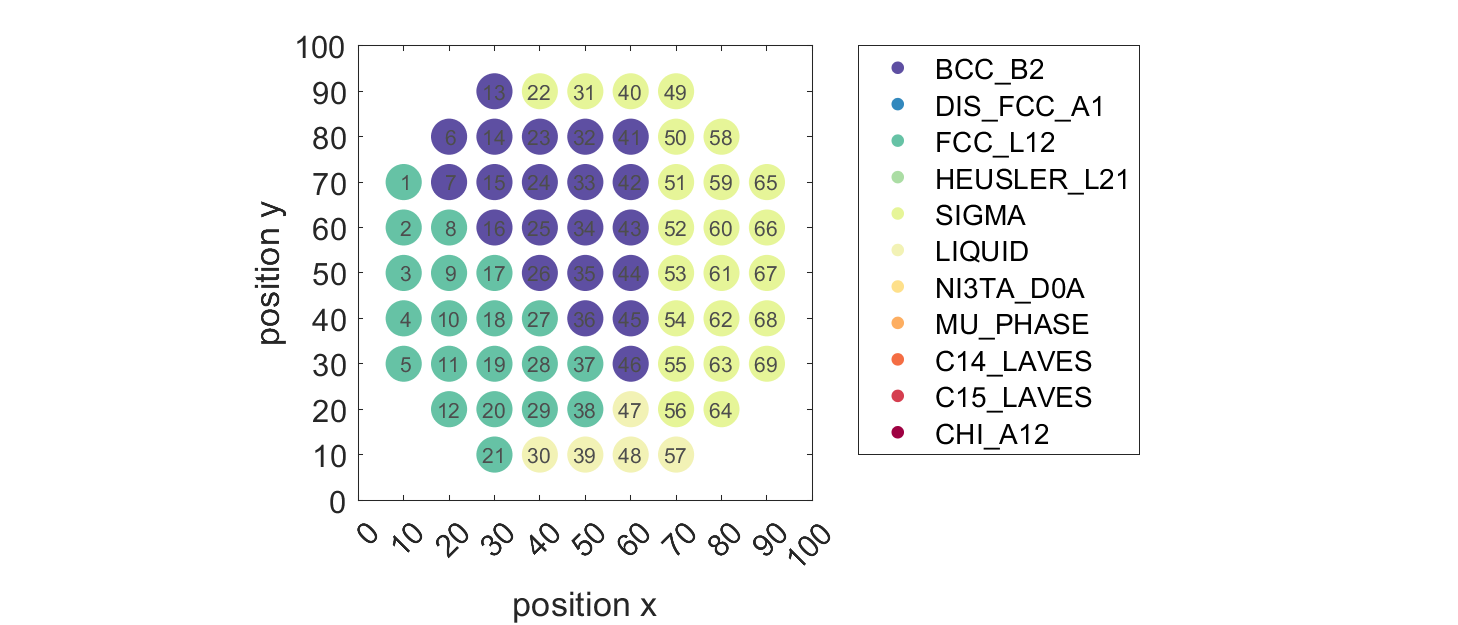 100
90
80
70
60
50
40
30
20
10
0
position y
13 22 31 40 49
6 14 23 32 41 50 58
1 7 15 24 33 42 51 59 65
2 8 16 25 34 43 52 60 66
3 9 17 26 35 44 53 61 67
4 10 18 27 36 45 54 62 68
5 11 19 28 37 46 55 63 69
12 20 29 38 47 56 64
21 30 39 48 57
0 10 20 30 40 50 60 70 80 90 100
position x
BCC_B2
DIS_FCC_A1
FCC_L12
HEUSLER_L21
SIGMA
LIQUID
NI3TA_D0A
MU_PHASE
C14_LAVES
C15_LAVES
CHI_A12